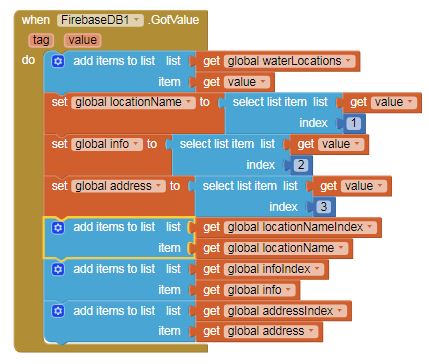 when FirebaseDB1 .GotValue
tag value
do add items to list list get global waterLocations
item get value
set global locationName to select list item list get value
index 1
set global info to select list item list get value
index 2
set global address to select list item list get value
index 3
add items to list list get global locationNameIndex
item get global locationName
add items to list list get global infoIndex
item get global info
add items to list list get global addressIndex
item get global address